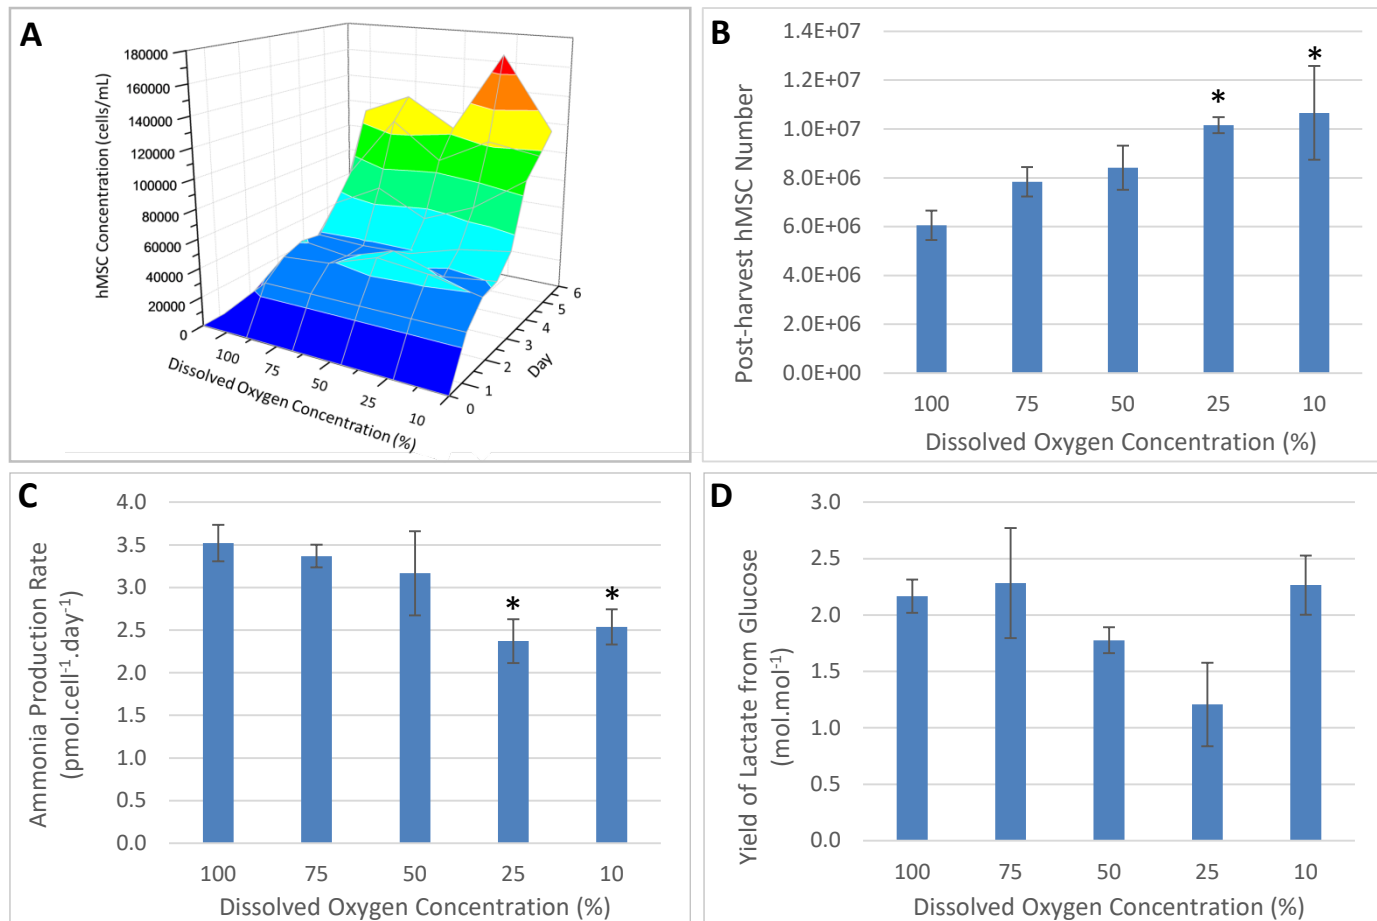 A
hMSC Concentration (cells/mL)
180000
160000
140000
120000
100000
80000
60000
40000
20000
0
100
75
50
25
10
Dissolved Oxygen Concentration (%)
0
1
2
3
4
5
6
Day
B
Post-harvest hMSC Number
1.4E+07
1.2E+07
1.0E+07
8.0E+06
6.0E+06
4.0E+06
2.0E+06
0.0E+00
* *
100 75 50 25 10
Dissolved Oxygen Concentration (%)
C
Ammonia Production Rate
(pmol.cell⁻¹.day⁻¹)
4.0
3.5
3.0
2.5
2.0
1.5
1.0
0.5
0.0
* *
100 75 50 25 10
Dissolved Oxygen Concentration (%)
D
Yield of Lactate from Glucose
(mol.mol⁻¹)
3.0
2.5
2.0
1.5
1.0
0.5
0.0
100 75 50 25 10
Dissolved Oxygen Concentration (%)